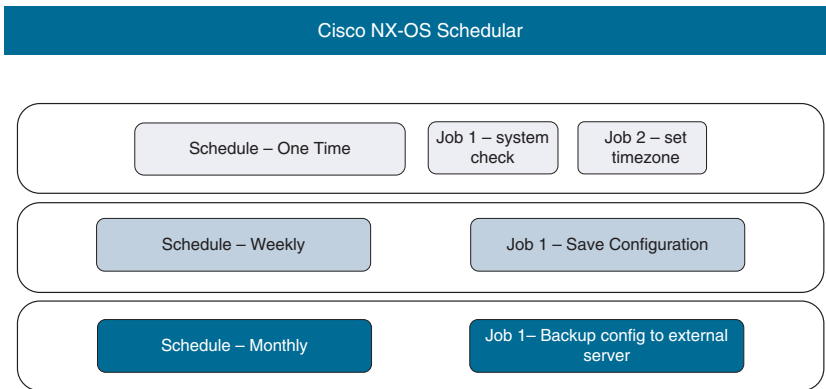 Cisco NX-OS Schedular
Schedule – One Time
Job 1 – system
check
Job 2 – set
timezone
Schedule – Weekly
Job 1 – Save Configuration
Schedule – Monthly
Job 1– Backup config to external
server